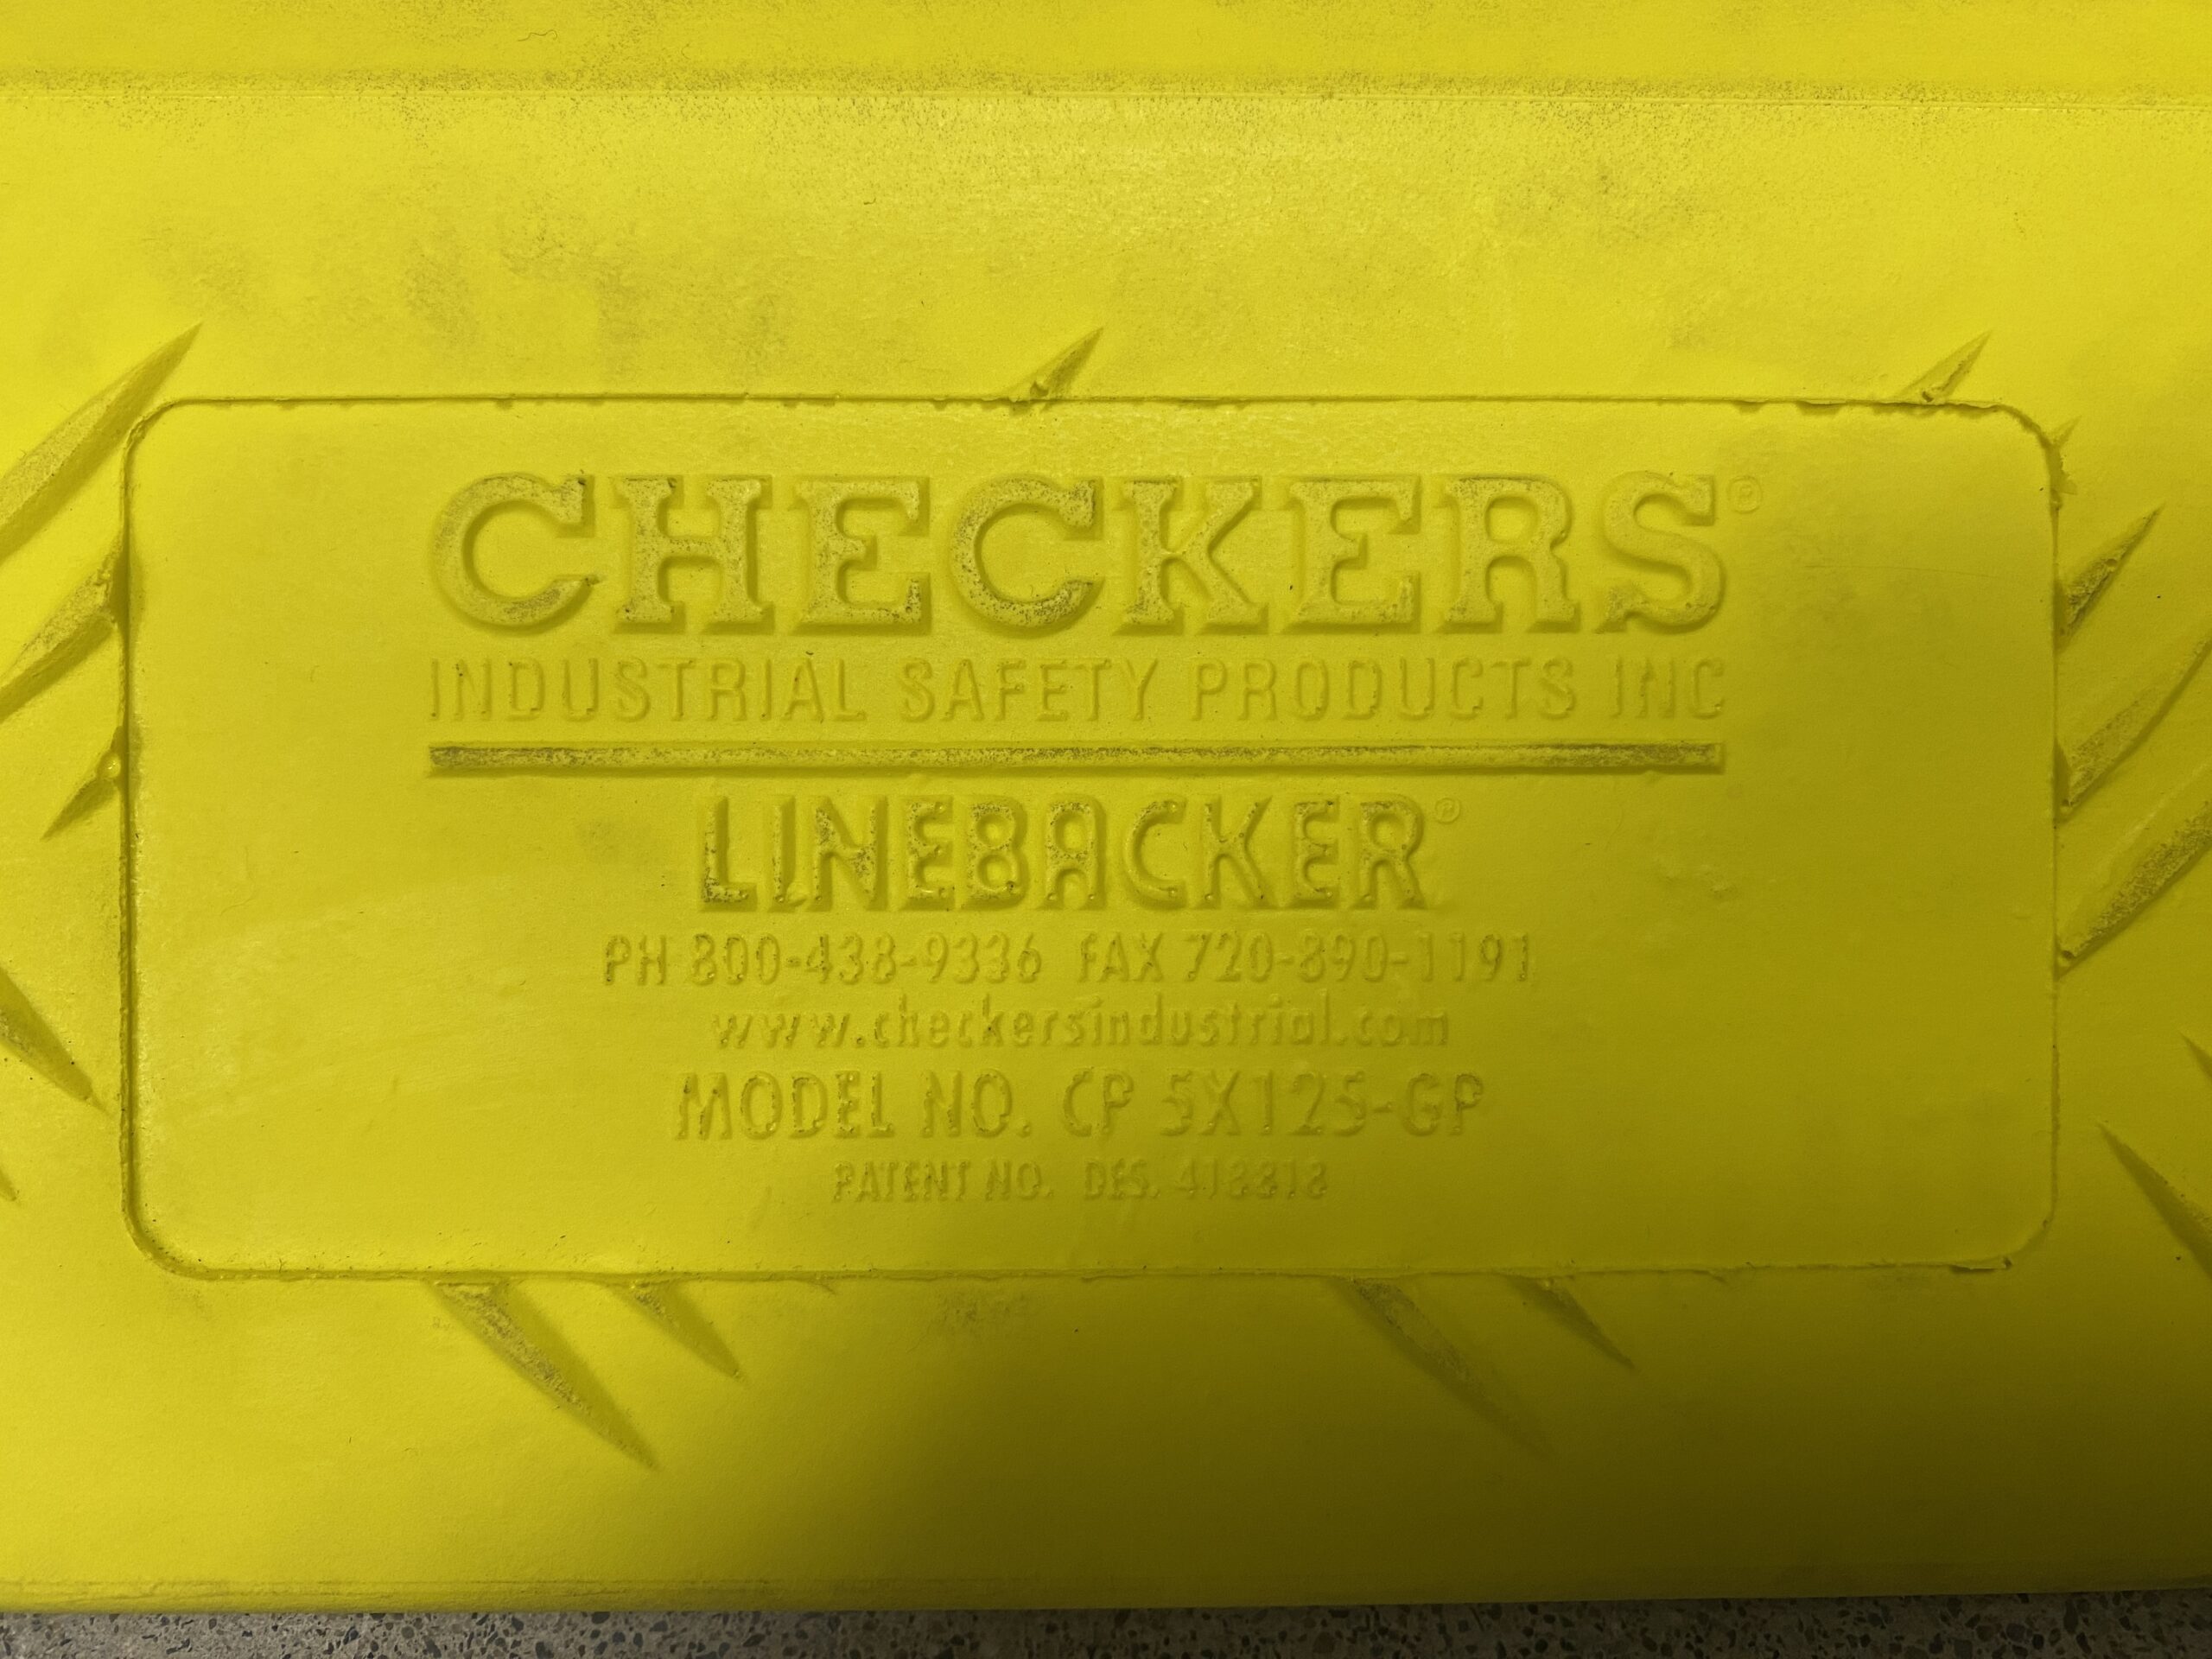 CHECKERS®
INDUSTRIAL SAFETY PRODUCTS INC
LINEBACKER®
PH 800-438-9336 FAX 720-890-1191
www.checkersindustrial.com
MODEL NO. CP 5X125-GP
PATENT NO. DES. 418818